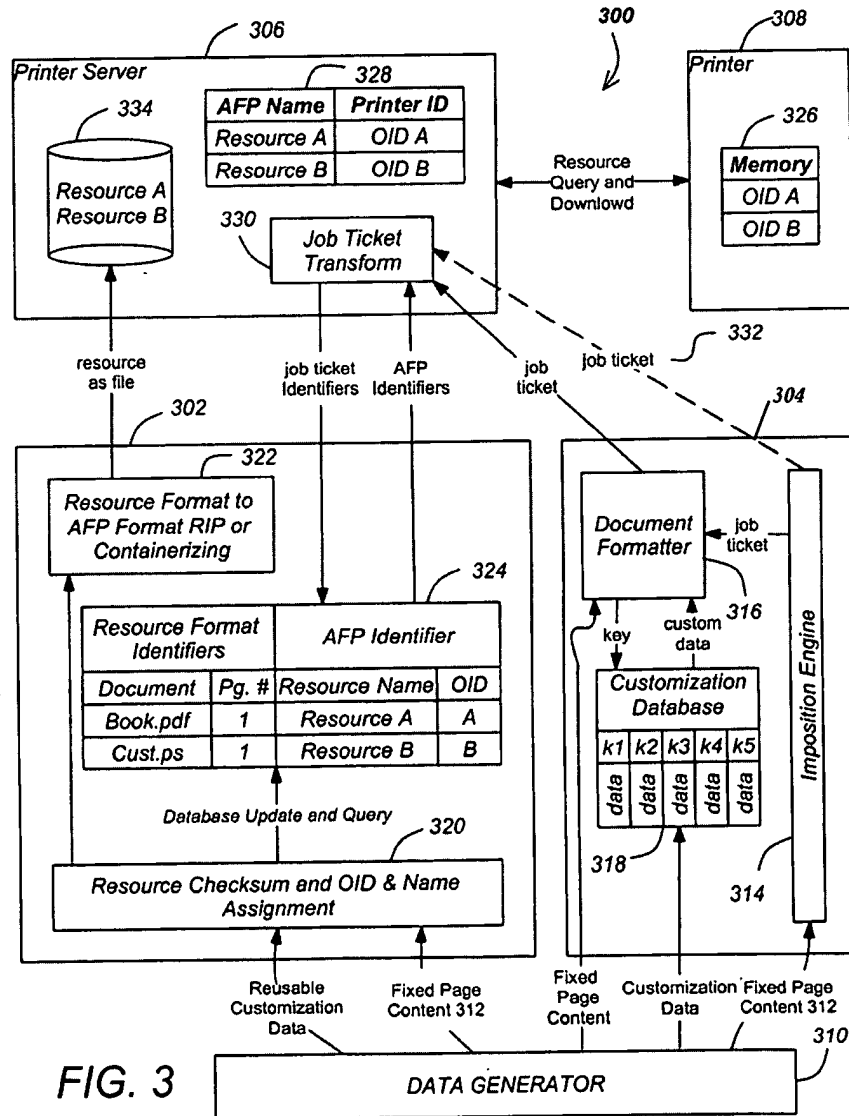 300
306
308
Printer Server
328
Printer
334
AFP Name Printer ID
Resource A OID A
Resource B OID B
Resource A
Resource B
326
Memory
OID A
OID B
Resource
Query and
Downlowd
330
Job Ticket
Transform
332
resource
as file
job ticket
Identifiers
AFP
Identifiers
job
ticket
job ticket
302
304
322
Resource Format to
AFP Format RIP or
Containerizing
324
Resource Format
Identifiers
AFP Identifier
Document Pg. # Resource Name OID
Book.pdf 1 Resource A A
Cust.ps 1 Resource B B
Database Update and Query
320
Resource Checksum and OID & Name
Assignment
Document
Formatter
job
ticket
316
key
custom
data
Customization
Database
k1 k2 k3 k4 k5
data data data data data
318
Imposition Engine
314
Reusable
Customization
Data
Fixed Page
Content 312
Fixed
Page
Content
Customization
Data
Fixed Page
Content 312
310
DATA GENERATOR
FIG. 3